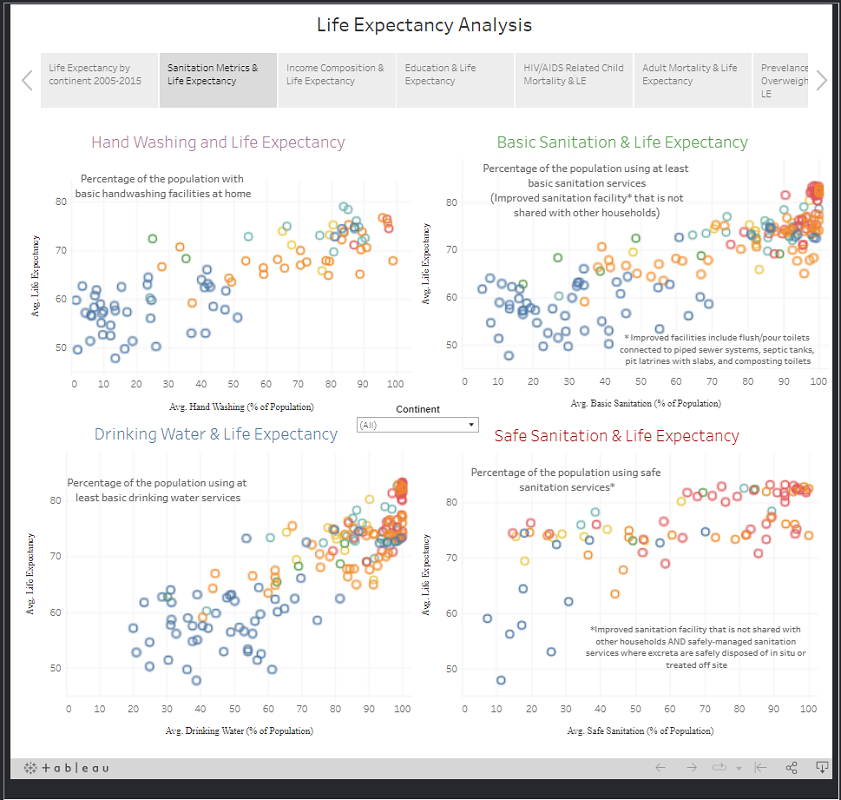 Life Expectancy Analysis
Life Expectancy by
continent 2005-2015
Sanitation Metrics &
Life Expectancy
Income Composition &
Life Expectancy
Education & Life
Expectancy
HIV/AIDS Related Child
Mortality & LE
Adult Mortality & Life
Expectancy
Prevelance
Overweigh
LE
Hand Washing and Life Expectancy
Percentage of the population with
basic handwashing facilities at home
80
70
60
50
Avg. Life Expectancy
0 10 20 30 40 50 60 70 80 90 100
Avg. Hand Washing (% of Population)
Basic Sanitation & Life Expectancy
Percentage of the population using at least
basic sanitation services
(Improved sanitation facility* that is not
shared with other households)
80
70
60
50
Avg. Life Expectancy
* Improved facilities include flush/pour toilets
connected to piped sewer systems, septic tanks,
pit latrines with slabs, and composting toilets
0 10 20 30 40 50 60 70 80 90 100
Avg. Basic Sanitation (% of Population)
Continent
(All)
Drinking Water & Life Expectancy
Percentage of the population using at
least basic drinking water services
80
70
60
50
Avg. Life Expectancy
0 10 20 30 40 50 60 70 80 90 100
Avg. Drinking Water (% of Population)
Safe Sanitation & Life Expectancy
Percentage of the population using safe
sanitation services*
80
70
60
50
Avg. Life Expectancy
*Improved sanitation facility that is not shared with
other households AND safely-managed sanitation
services where excreta are safely disposed of in situ or
treated off site
0 10 20 30 40 50 60 70 80 90 100
Avg. Safe Sanitation (% of Population)
+ a b | e a u